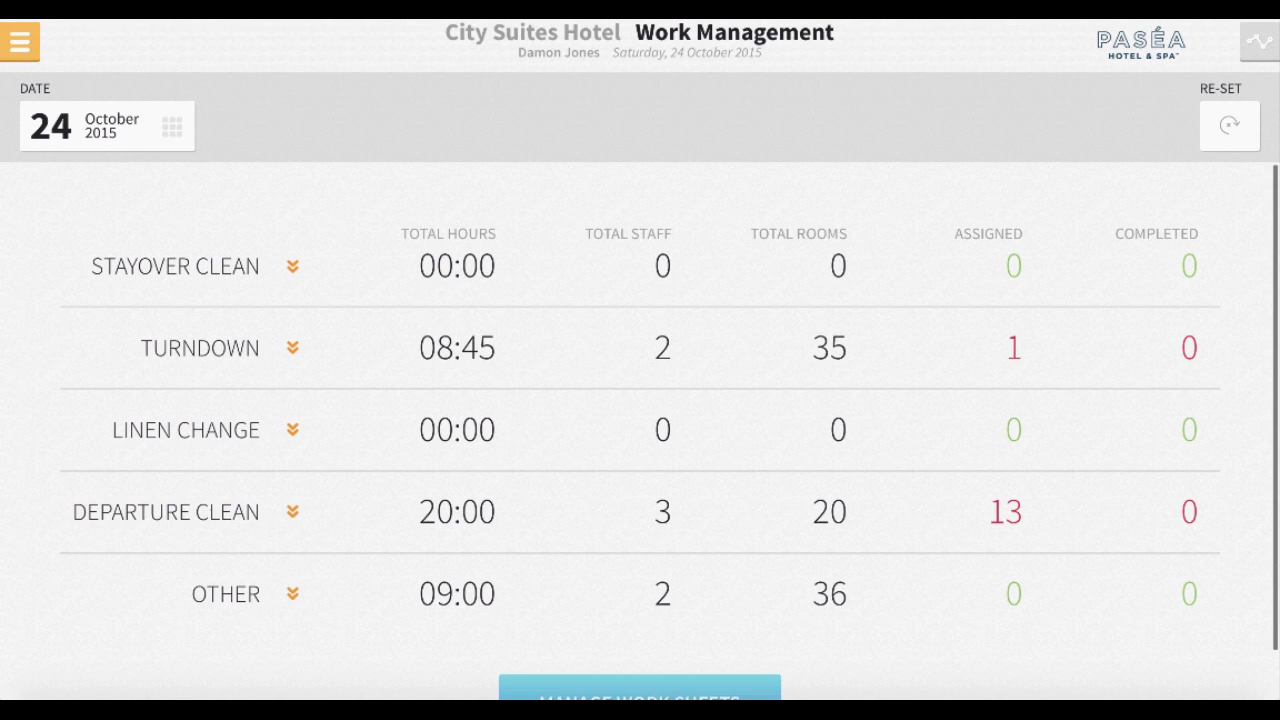 City Suites Hotel Work Management
Damon Jones Saturday, 24 October 2015
PASÉA
HOTEL & SPA
DATE
RE-SET
24 October
2015
TOTAL HOURS TOTAL STAFF TOTAL ROOMS ASSIGNED COMPLETED
STAYOVER CLEAN 00:00 0 0 0 0
TURNDOWN 08:45 2 35 1 0
LINEN CHANGE 00:00 0 0 0 0
DEPARTURE CLEAN 20:00 3 20 13 0
OTHER 09:00 2 36 0 0
MANAGE WORK SHEETS